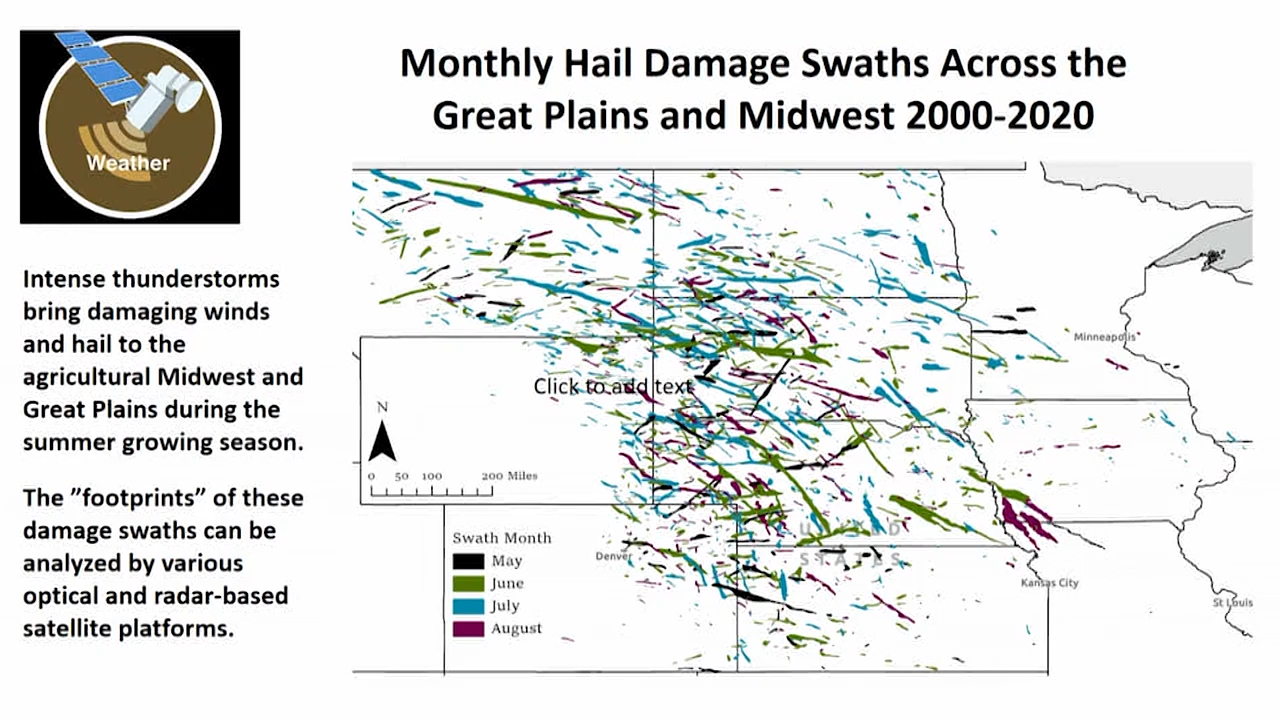 Monthly Hail Damage Swaths Across the
Great Plains and Midwest 2000-2020
Weather
Intense thunderstorms
bring damaging winds
and hail to the
agricultural Midwest and
Great Plains during the
summer growing season.
The ”footprints” of these
damage swaths can be
analyzed by various
optical and radar-based
satellite platforms.
Minneapolis
Click to add text
N
0 50 100 200 Miles
UNITED
STATES
Denver
Kansas City
St Louis
Swath Month
May
June
July
August